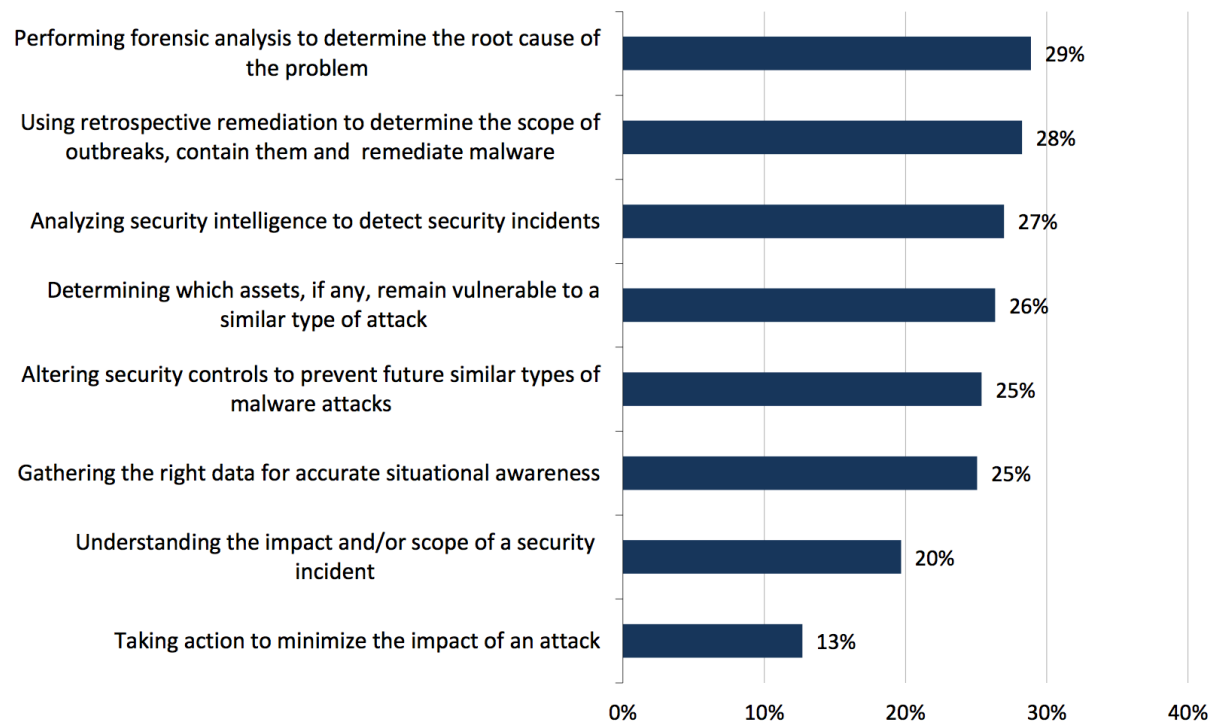 Performing forensic analysis to determine the root cause of
the problem
29%
Using retrospective remediation to determine the scope of
outbreaks, contain them and  remediate malware
28%
Analyzing security intelligence to detect security incidents
27%
Determining which assets, if any, remain vulnerable to a
similar type of attack
26%
Altering security controls to prevent future similar types of
malware attacks
25%
Gathering the right data for accurate situational awareness
25%
Understanding the impact and/or scope of a security
incident
20%
Taking action to minimize the impact of an attack
13%
0% 10% 20% 30% 40%